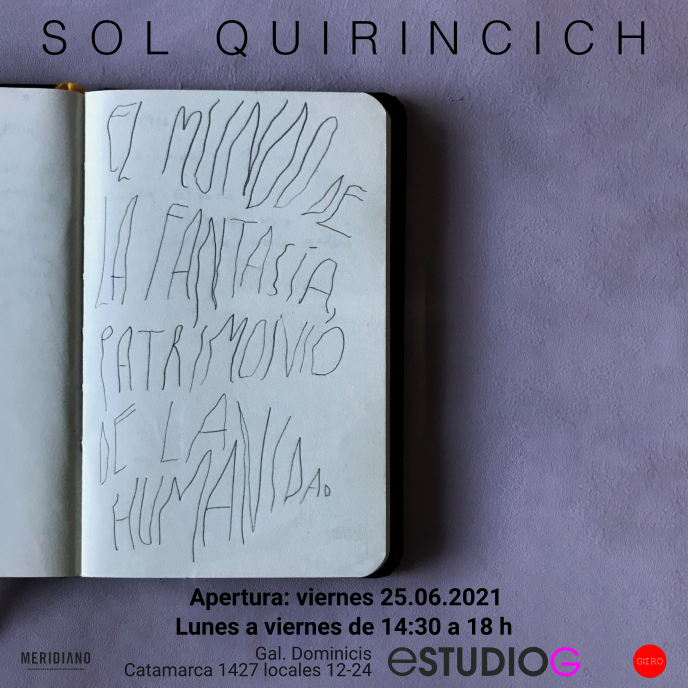 SOL QUIRINCICH
EL MUNDO DE
LA FANTASÍA,
PATRIMONIO
DE LA
HUMANIDAD
Apertura: viernes 25.06.2021
Lunes a viernes de 14:30 a 18 h
MERIDIANO
Gal. Dominicis
Catamarca 1427 locales 12-24
eSTUDIOG
GIRO